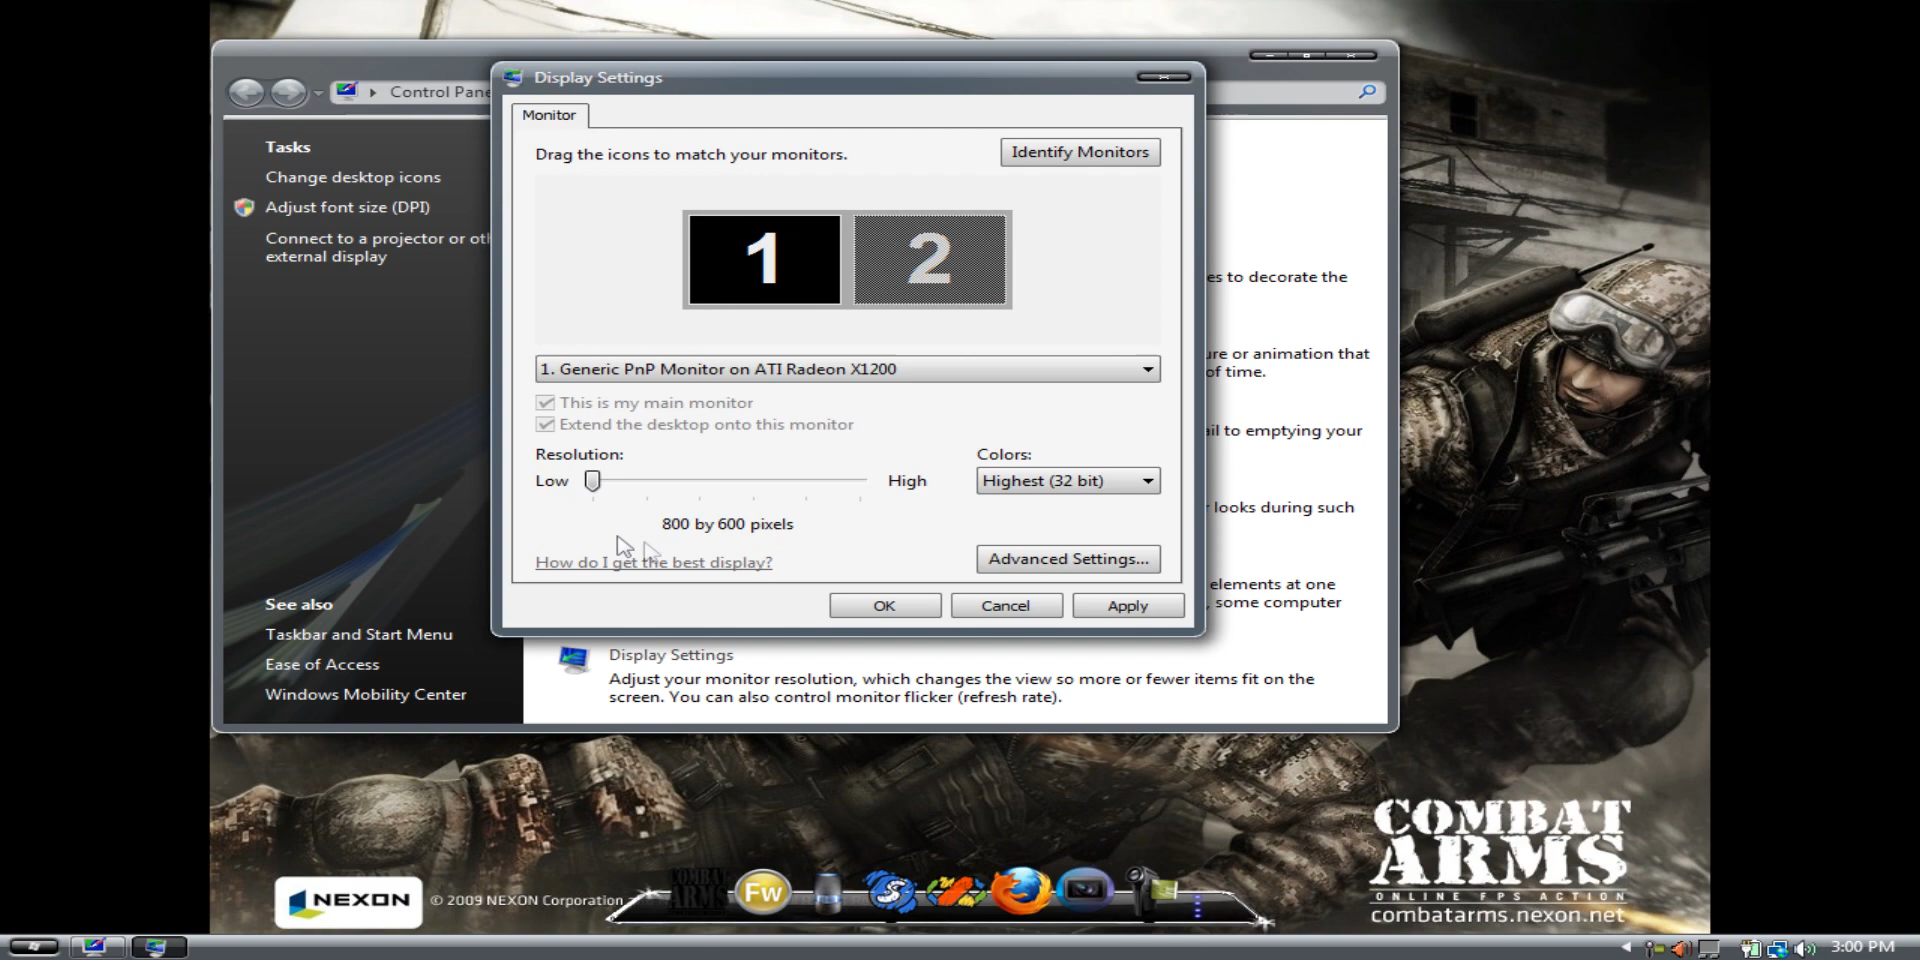 Display Settings
Control Pane
Monitor
Tasks
Drag the icons to match your monitors.
Identify Monitors
Change desktop icons
Adjust font size (DPI)
Connect to a projector or oth
external display
1
2
es to decorate the
ure or animation that
of time.
1. Generic PnP Monitor on ATI Radeon X1200
This is my main monitor
Extend the desktop onto this monitor
ail to emptying your
Resolution:
Colors:
Low
High
Highest (32 bit)
looks during such
800 by 600 pixels
How do I get the best display?
Advanced Settings...
elements at one
, some computer
OK
Cancel
Apply
See also
Taskbar and Start Menu
Ease of Access
Windows Mobility Center
Display Settings
Adjust your monitor resolution, which changes the view so more or fewer items fit on the
screen. You can also control monitor flicker (refresh rate).
COMBAT
ARMS
ONLINE FPS ACTION
combatarms.nexon.net
NEXON
© 2009 NEXON Corporation
COMBAT
ARMS
Fw
3:00 PM